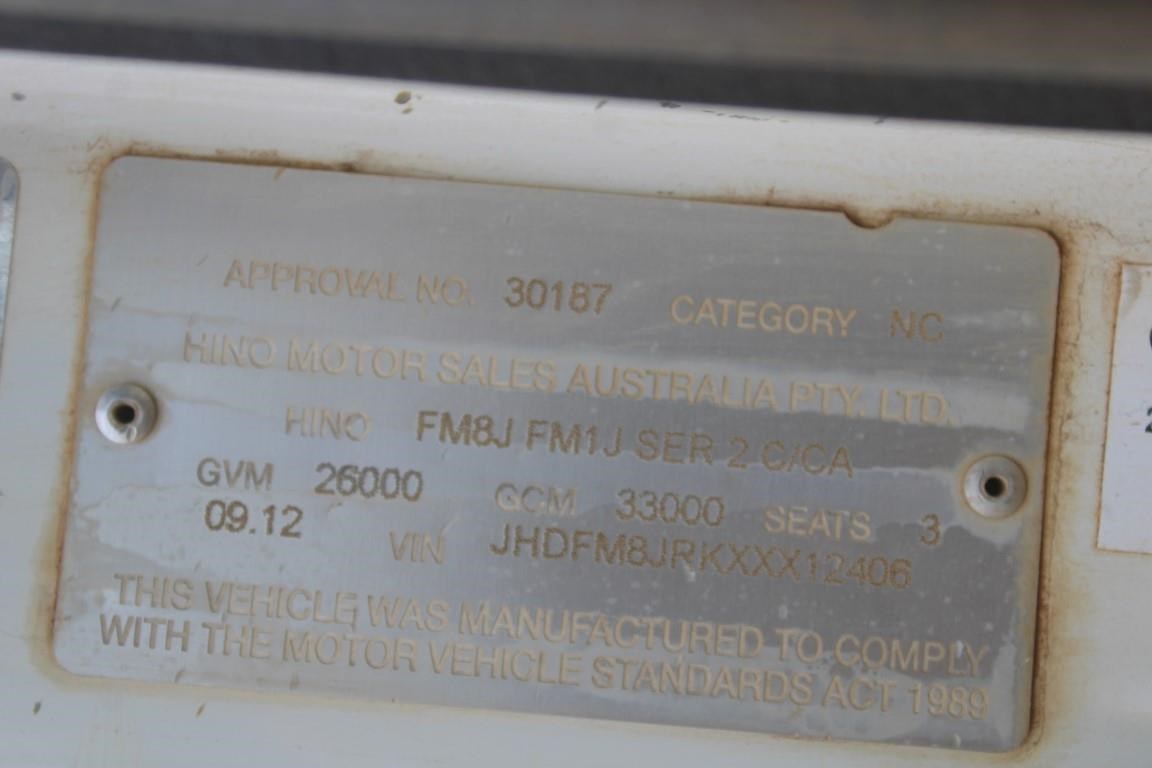 APPROVAL NO. 30187 CATEGORY NC
HINO MOTOR SALES AUSTRALIA PTY. LTD.
HINO FM8J FM1J SER 2 C/CA
GVM 26000 GCM 33000 SEATS 3
09.12 VIN JHDFM8JRKXXX12406
THIS VEHICLE WAS MANUFACTURED TO COMPLY
WITH THE MOTOR VEHICLE STANDARDS ACT 1989